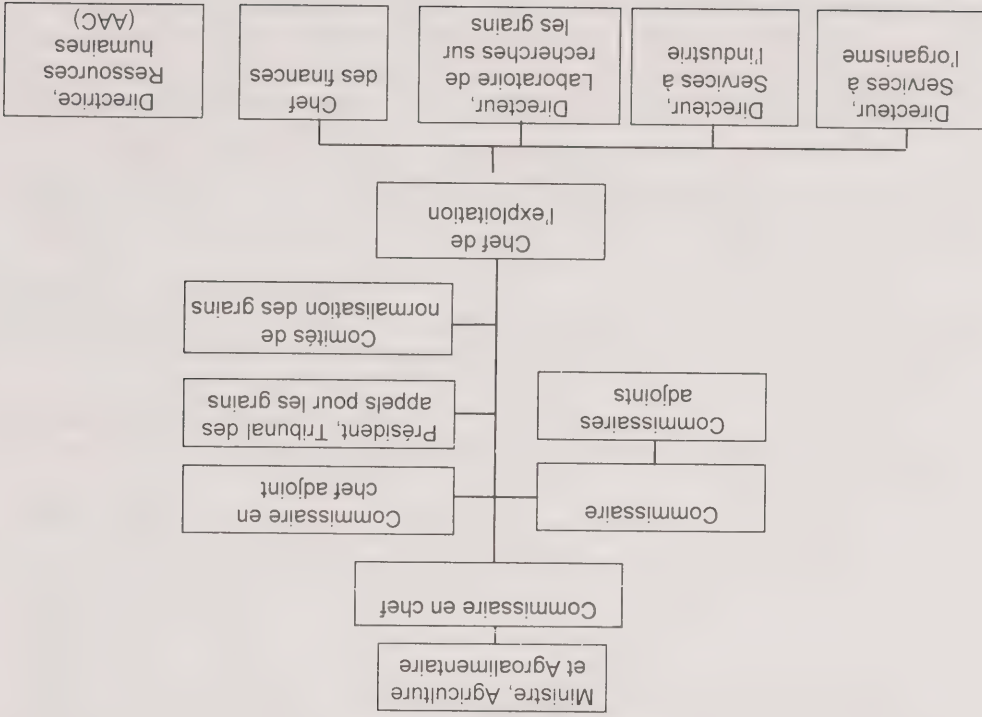 Ministre, Agriculture
et Agroalimentaire
Commissaire en chef
Commissaire
Commissaire en
chef adjoint
Commissaires
adjoints
Président, Tribunal des
appels pour les grains
Comités de
normalisation des grains
Chef de
l'exploitation
Directeur,
Services à
l'organisme
Directeur,
Services à
l'industrie
Directeur,
Laboratoire de
recherches sur
les grains
Chef
des finances
Directrice,
Ressources
humaines
(AAC)